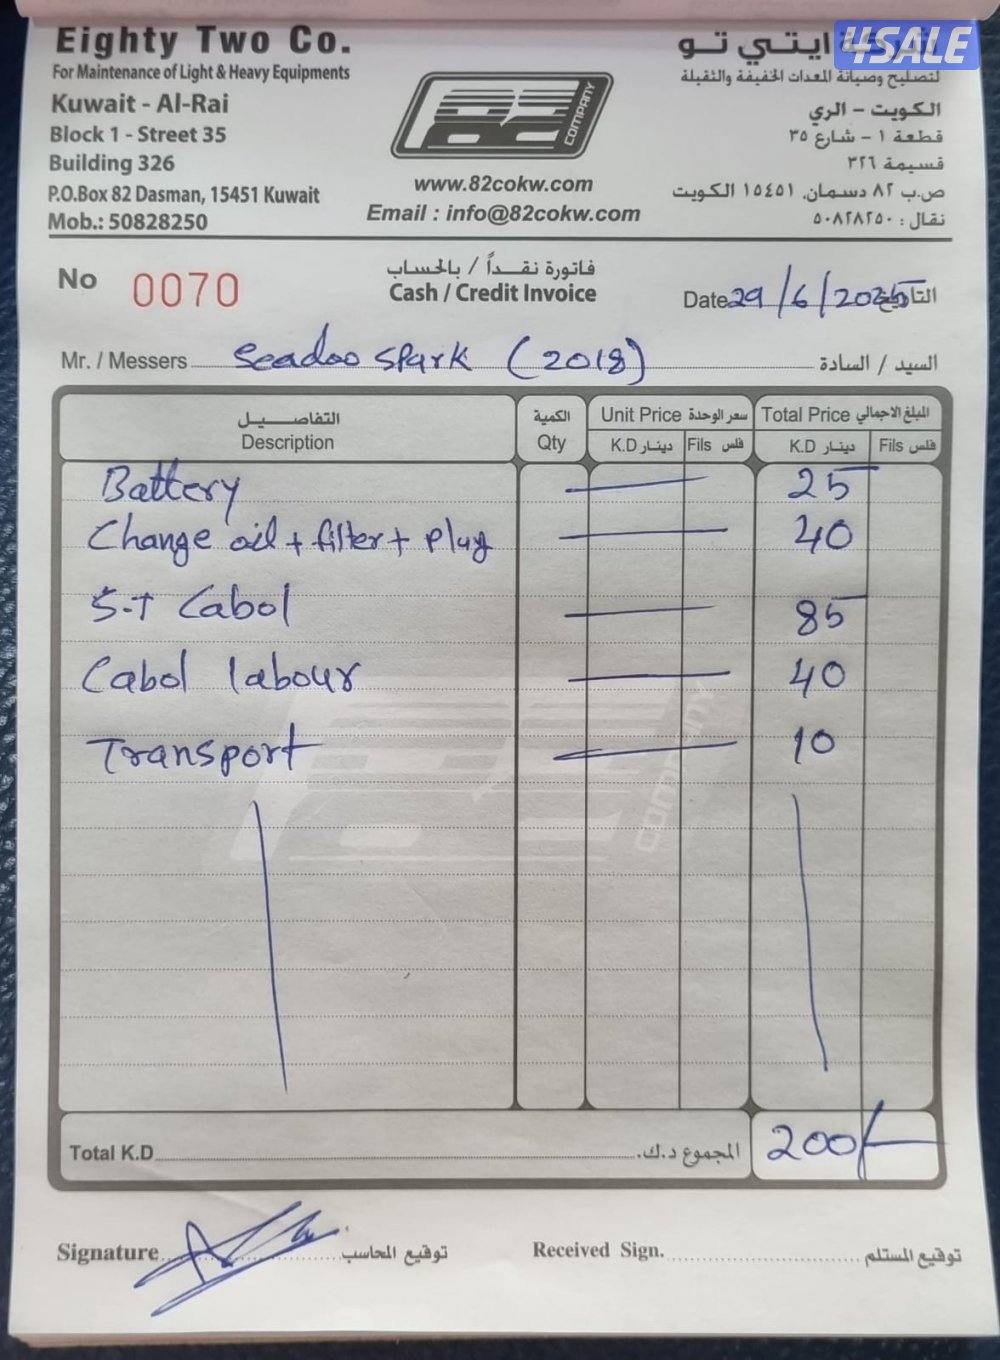 4SALE
Eighty Two Co.
For Maintenance of Light & Heavy Equipments
Kuwait - Al-Rai
Block 1 - Street 35
Building 326
P.O.Box 82 Dasman, 15451 Kuwait
Mob.: 50828250
82 COMPANY
www.82cokw.com
Email : info@82cokw.com
شركة ايتي تو
لتصليح وصيانة المعدات الخفيفة والثقيلة
الكويت - الري
قطعة ١ - شارع ٣٥
قسيمة ٣٢٦
ص.ب ٨٢ دسمان, ١٥٤٥١ الكويت
نقال : ٥٠٨٢٨٢٥٠
No 0070
فاتورة نقـداً / بالحساب
Cash / Credit Invoice
Date 29/6/2025 التاريخ
Mr. / Messers Seadoo spark (2018) السيد / السادة
التفاصيـــل الكمية Unit Price سعر الوحدة Total Price المبلغ الاجمالي
Description Qty K.D دينار Fils فلس K.D دينار Fils فلس
Battery 25
Change oil + filter + plug 40
S-T Cabol 85
Cabol labour 40
Transport 10
COMPANY
Total K.D المجموع د.ك. 200/-
Signature توقيع المحاسب Received Sign. توقيع المستلم